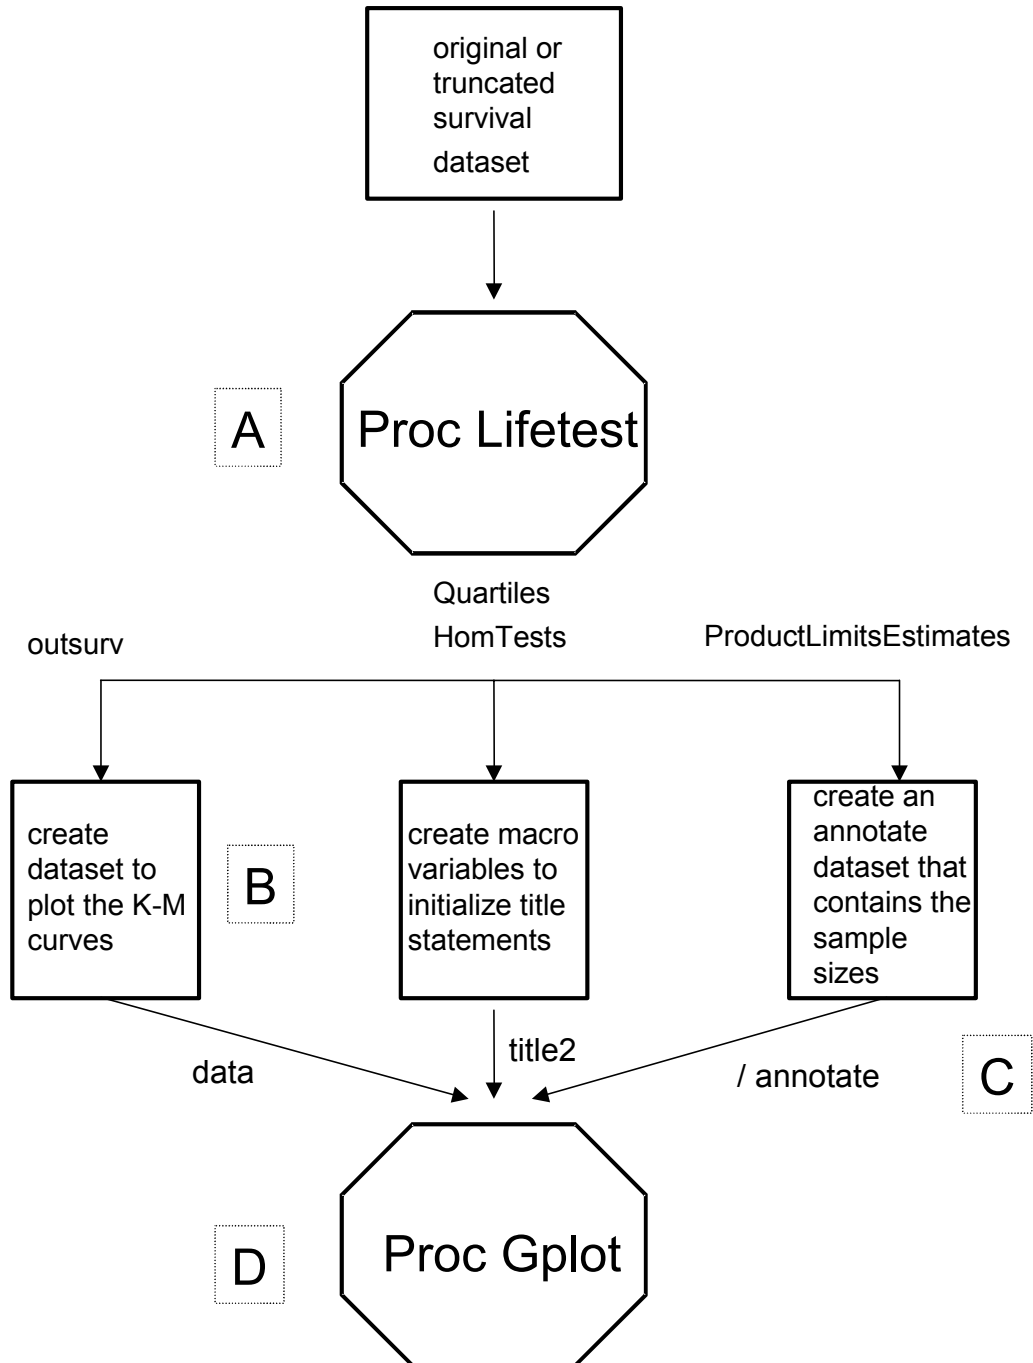 original or
truncated
survival
dataset
A
Proc Lifetest
Quartiles
HomTests
outsurv
ProductLimitsEstimates
create
dataset to
plot the K-M
curves
B
create macro
variables to
initialize title
statements
create an
annotate
dataset that
contains the
sample
sizes
data
title2
/ annotate
C
D
Proc Gplot